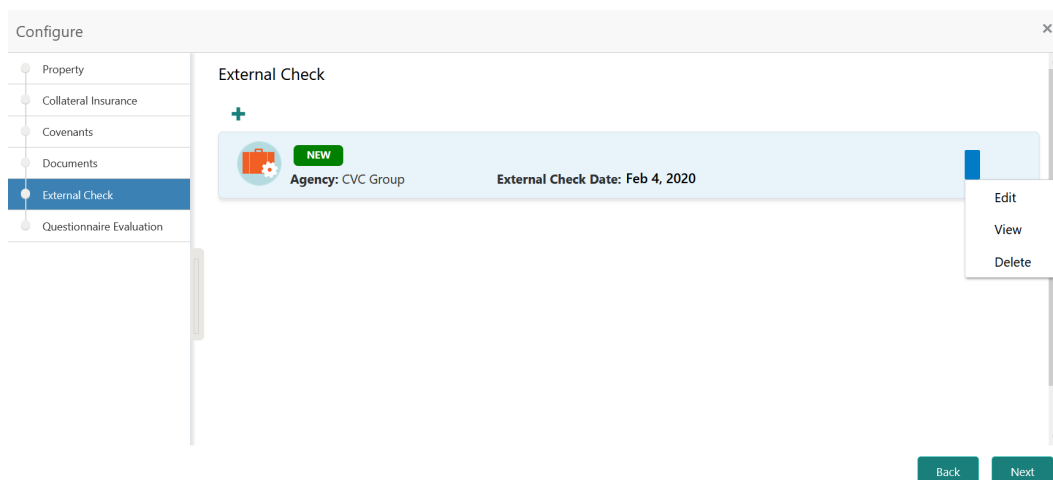 Configure
×
Property
Collateral Insurance
Covenants
Documents
External Check
Questionnaire Evaluation
External Check
+
NEW
Agency: CVC Group External Check Date: Feb 4, 2020
Edit
View
Delete
Back Next